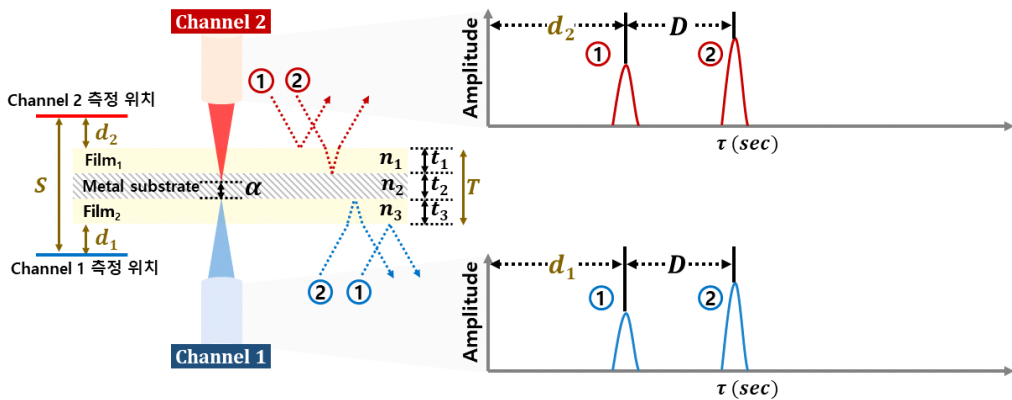 Channel 2
① ②
Channel 2 측정 위치
d₂
S
Film₁
Metal substrate
α
Film₂
n₁
n₂
n₃
t₁
t₂
t₃
T
d₁
Channel 1 측정 위치
② ①
Channel 1
Amplitude
d₂
D
① ②
τ (sec)
Amplitude
d₁
D
① ②
τ (sec)